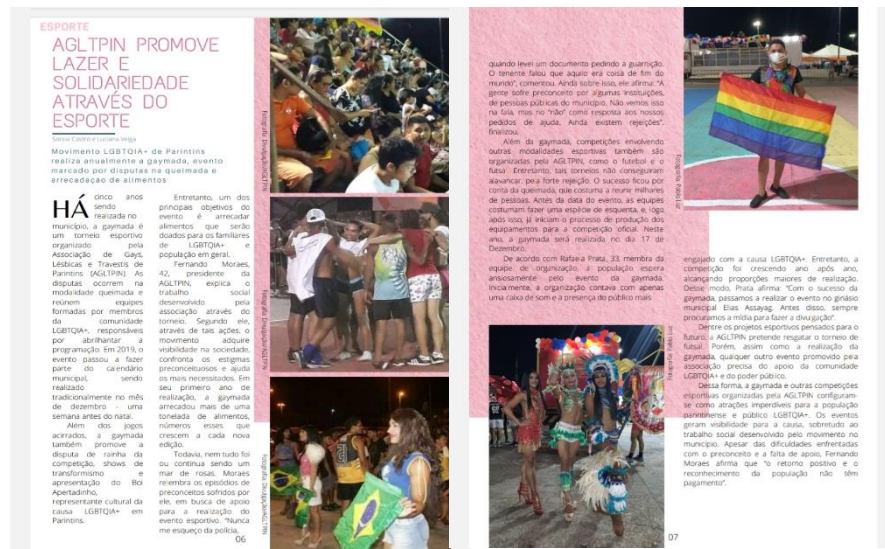 ESPORTE
AGLTPIN PROMOVE
LAZER E
SOLIDARIEDADE
ATRAVÉS DO
ESPORTE
Castro e Luciana Veiga
Movimento LGBTQIA+ de Parintins
realiza anualmente a gaymada, evento
marcado por disputas na queimada e
arrecadação de alimentos
HÁ cinco anos
sendo
realizada no
município, a gaymada é
um torneio esportivo
organizado pela
Associação de Gays,
Lésbicas e Travestis de
Parintins (AGLTPIN). As
disputas ocorrem na
modalidade queimada e
reúnem equipes
formadas por membros
da comunidade
LGBTQIA+, responsáveis
por abrilhantar a
programação. Em 2019, o
evento passou a fazer
parte do calendário
municipal, sendo
realizado
tradicionalmente no mês
de dezembro - uma
semana antes do natal.
Além dos jogos
acirrados, a gaymada
também promove a
disputa de rainha da
competição, shows de
transformismo e
apresentação do Boi
Apertadinho,
representante cultural da
causa LGBTQIA+ em
Parintins.
Entretanto, um dos
principais objetivos do
evento é arrecadar
alimentos que serão
doados para os familiares
de LGBTQIA+ e
população em geral.
Fernando Moraes,
42, presidente da
AGLTPIN, explica o
trabalho social
desenvolvido pela
associação através do
torneio. Segundo ele,
através de tais ações, o
movimento adquire
visibilidade na sociedade,
confronta os estigmas
preconceituosos e ajuda
os mais necessitados. Em
seu primeiro ano de
realização, a gaymada
arrecadou mais de uma
tonelada de alimentos,
números esses que
crescem a cada nova
edição.
Todavia, nem tudo foi
ou continua sendo um
mar de rosas. Moraes
relembra os episódios de
preconceitos sofridos por
ele, em busca de apoio
para a realização do
evento esportivo. "Nunca
me esqueço da polícia,
Fotografia: Divulgação/AGLTPIN
Fotografia: Divulgação/AGLTPIN
Fotografia: Divulgação/AGLTPIN
06
quando levei um documento pedindo a guarnição.
O tenente falou que aquilo era coisa de fim do
mundo", comentou. Ainda sobre isso, ele afirma: "A
gente sofre preconceito por algumas instituições,
de pessoas públicas do município. Não vemos isso
na fala, mas no "não" como resposta aos nossos
pedidos de ajuda. Ainda existem rejeições",
finalizou.
Além da gaymada, competições envolvendo
outras modalidades esportivas também são
organizadas pela AGLTPIN, como o futebol e o
futsal. Entretanto, tais torneios não conseguiram
alavancar, pela forte rejeição. O sucesso ficou por
conta da queimada, que costuma a reunir milhares
de pessoas. Antes da data do evento, as equipes
costumam fazer uma espécie de esquenta, e, logo
após isso, já iniciam o processo de produção dos
equipamentos para a competição oficial. Neste
ano, a gaymada será realizada no dia 17 de
Dezembro.
De acordo com Rafaela Prata, 33, membra da
equipe de organização, a população espera
ansiosamente pelo evento da gaymada.
Inicialmente, a organização contava com apenas
uma caixa de som e a presença do público mais
Fotografia: Pablo Luz
Fotografia: Pablo Luz
engajado com a causa LGBTQIA+. Entretanto, a
competição foi crescendo ano após ano,
alcançando proporções maiores de realização.
Desse modo, Prata afirma: "Com o sucesso da
gaymada, passamos a realizar o evento no ginásio
municipal Elias Assayag. Antes disso, sempre
procuramos a mídia para fazer a divulgação".
Dentre os projetos esportivos pensados para o
futuro, a AGLTPIN pretende resgatar o torneio de
futsal. Porém, assim como a realização da
gaymada, qualquer outro evento promovido pela
associação precisa do apoio da comunidade
LGBTQIA+ e do poder público.
Dessa forma, a gaymada e outras competições
esportivas organizadas pela AGLTPIN configuram-
se como atrações imperdíveis para a população
parintinense e público LGBTQIA+. Os eventos
geram visibilidade para a causa, sobretudo ao
trabalho social desenvolvido pelo movimento no
município. Apesar das dificuldades enfrentadas
com o preconceito e a falta de apoio, Fernando
Moraes afirma que "o retorno positivo e o
reconhecimento da população não têm
pagamento".
07